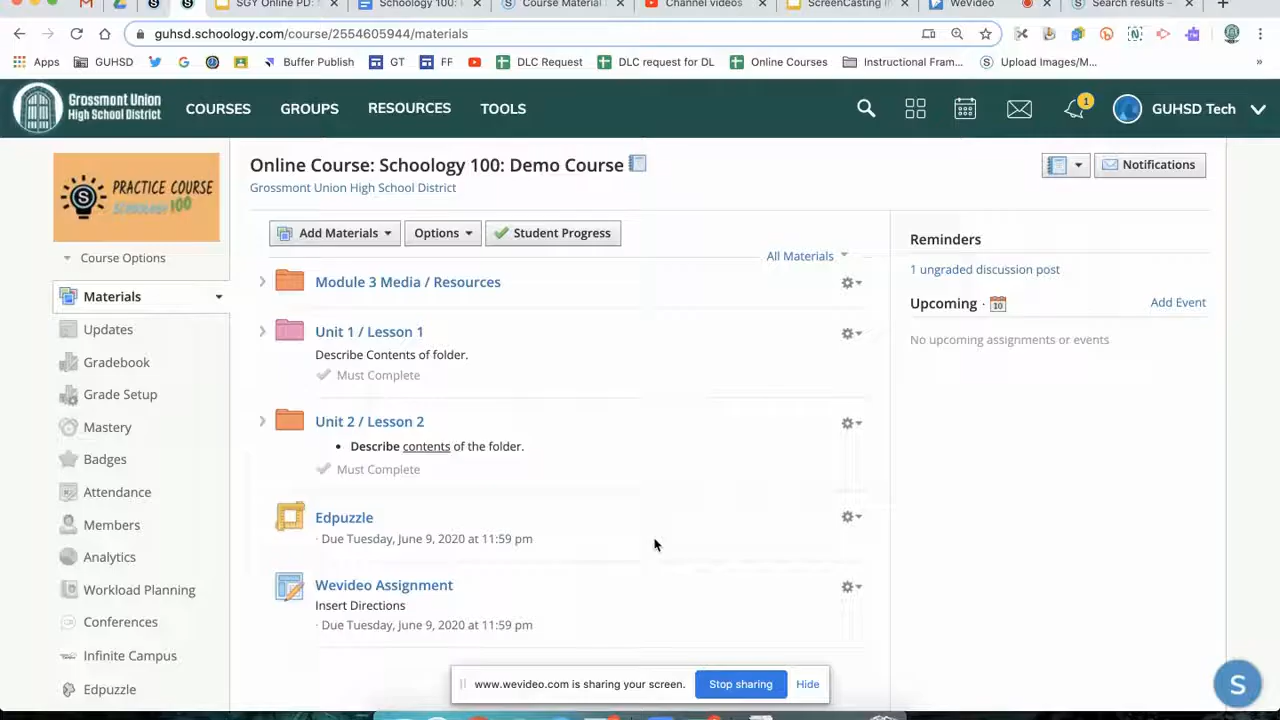 SGY Online PD: S
Schoology 100:
Course Material
Channel videos
ScreenCasting
WeVideo
Search results –
guhsd.schoology.com/course/2554605944/materials
Apps GUHSD Buffer Publish GT FF DLC Request DLC request for DL Online Courses Instructional Fram... Upload Images/M... »
Grossmont Union
High School District
COURSES GROUPS RESOURCES TOOLS 1 GUHSD Tech
S PRACTICE COURSE
SCHOOLOGY 100
Course Options
Materials
Updates
Gradebook
Grade Setup
Mastery
Badges
Attendance
Members
Analytics
Workload Planning
Conferences
Infinite Campus
Edpuzzle
Online Course: Schoology 100: Demo Course
Grossmont Union High School District
Notifications
Add Materials Options Student Progress
All Materials
Module 3 Media / Resources
Unit 1 / Lesson 1
Describe Contents of folder.
Must Complete
Unit 2 / Lesson 2
• Describe contents of the folder.
Must Complete
Edpuzzle
· Due Tuesday, June 9, 2020 at 11:59 pm
Wevideo Assignment
Insert Directions
· Due Tuesday, June 9, 2020 at 11:59 pm
Reminders
1 ungraded discussion post
Upcoming · 10 Add Event
No upcoming assignments or events
www.wevideo.com is sharing your screen. Stop sharing Hide
S